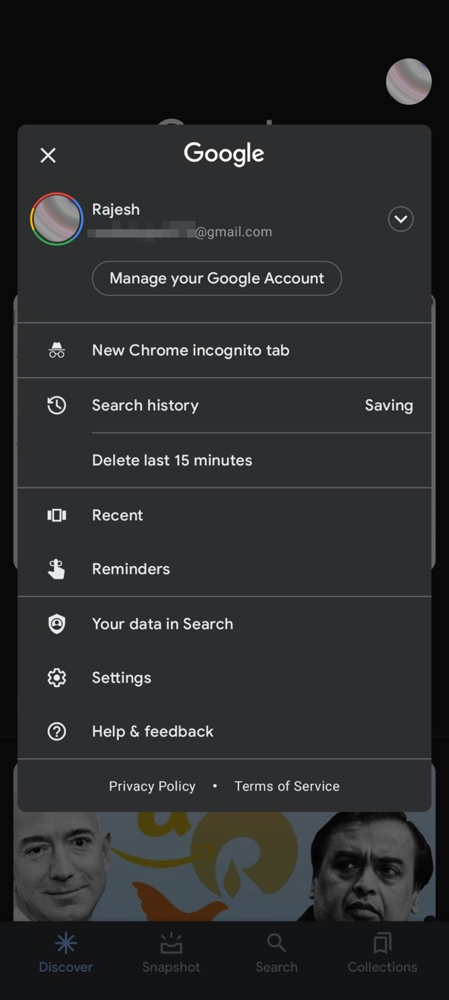 Google
Rajesh
@gmail.com
Manage your Google Account
New Chrome incognito tab
Search history Saving
Delete last 15 minutes
Recent
Reminders
Your data in Search
Settings
Help & feedback
Privacy Policy • Terms of Service
Discover Snapshot Search Collections